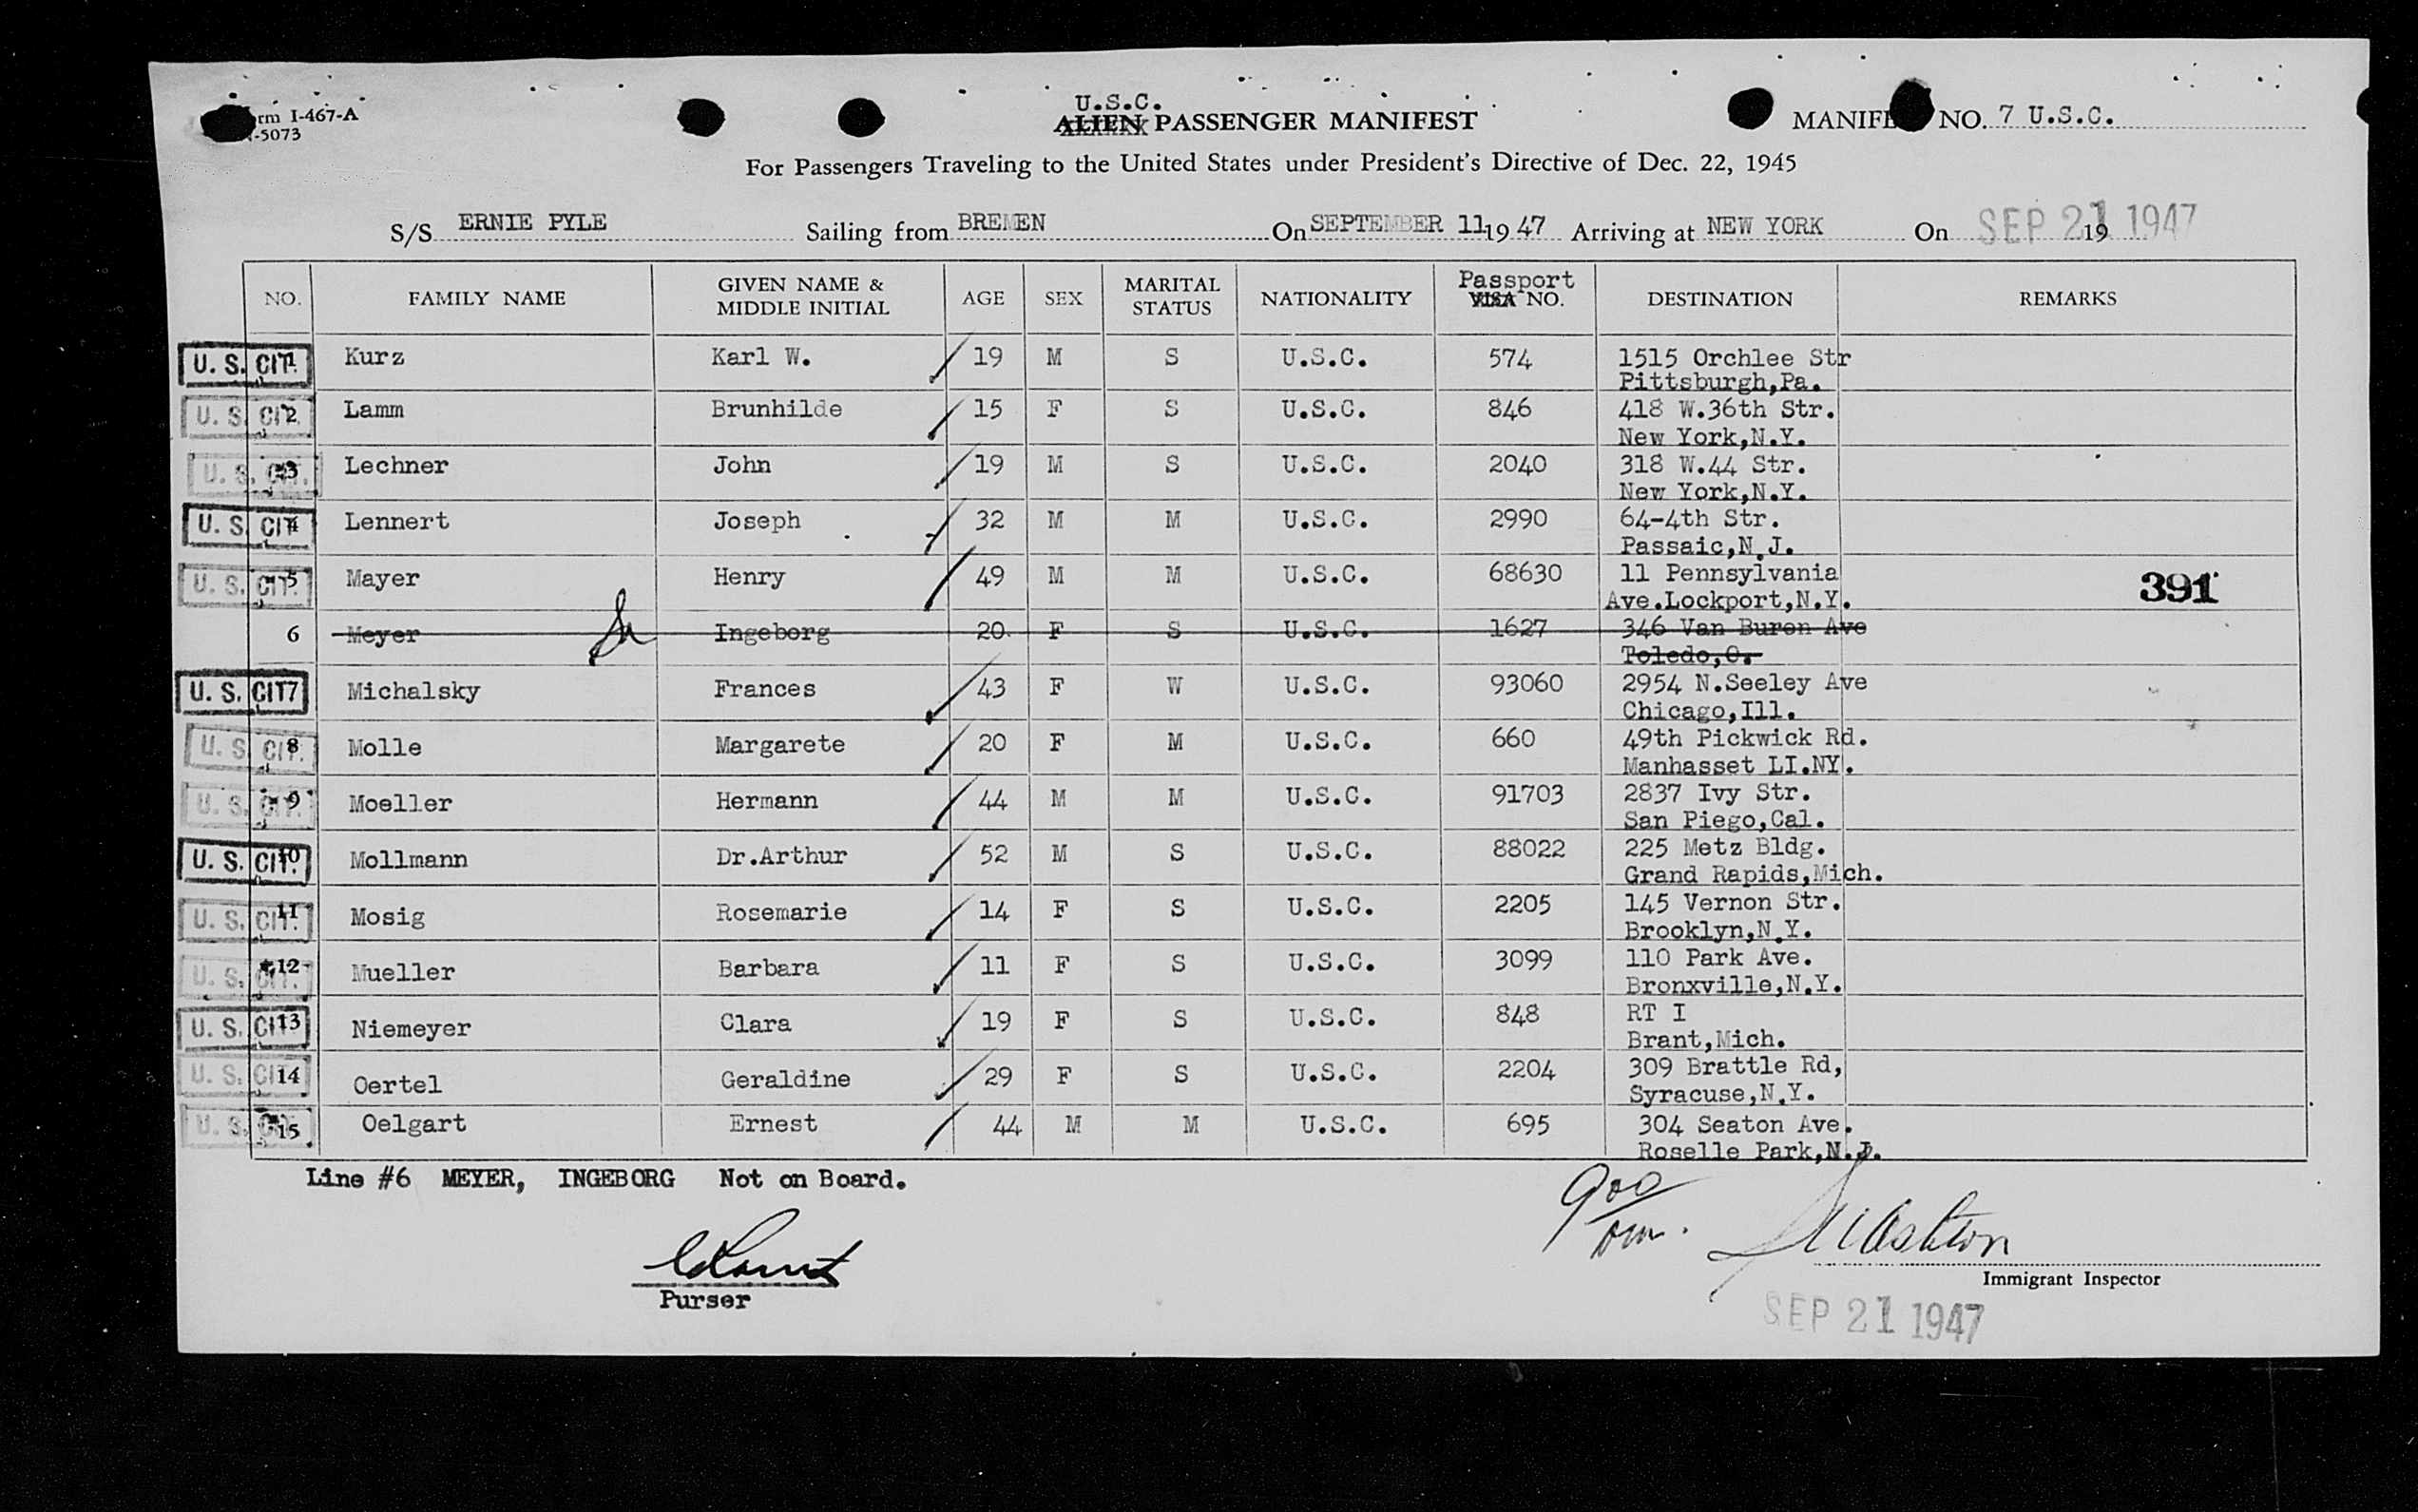 U.S.C.
rm I-467-A
ALIEN PASSENGER MANIFEST
MANIFE NO. 7 U.S.C.
-5073
For Passengers Traveling to the United States under President's Directive of Dec. 22, 1945
S/S ERNIE PYLE Sailing from BREMEN On SEPTEMBER 11 19 47 Arriving at NEW YORK On SEP 21 1947 19
NO. FAMILY NAME GIVEN NAME & MIDDLE INITIAL AGE SEX MARITAL STATUS NATIONALITY Passport VISA NO. DESTINATION REMARKS
U. S. CIT. 1 Kurz Karl W. 19 M S U.S.C. 574 1515 Orchlee Str
Pittsburgh,Pa.
U. S. CIT. 2 Lamm Brunhilde 15 F S U.S.C. 846 418 W.36th Str.
New York,N.Y.
U. S. CIT. 3 Lechner John 19 M S U.S.C. 2040 318 W.44 Str.
New York,N.Y.
U. S. CIT. 4 Lennert Joseph 32 M M U.S.C. 2990 64-4th Str.
Passaic,N.J.
U. S. CIT. 5 Mayer Henry 49 M M U.S.C. 68630 11 Pennsylvania
Ave.Lockport,N.Y.
391
6 Meyer Ingeborg 20 F S U.S.C. 1627 346 Van Buren Ave
Toledo,O.
U. S. CIT. 7 Michalsky Frances 43 F W U.S.C. 93060 2954 N.Seeley Ave
Chicago,Ill.
U. S. CIT. 8 Molle Margarete 20 F M U.S.C. 660 49th Pickwick Rd.
Manhasset LI.NY.
U. S. CIT. 9 Moeller Hermann 44 M M U.S.C. 91703 2837 Ivy Str.
San Piego,Cal.
U. S. CIT. 10 Mollmann Dr.Arthur 52 M S U.S.C. 88022 225 Metz Bldg.
Grand Rapids,Mich.
U. S. CIT. 11 Mosig Rosemarie 14 F S U.S.C. 2205 145 Vernon Str.
Brooklyn,N.Y.
U. S. CIT. 12 Mueller Barbara 11 F S U.S.C. 3099 110 Park Ave.
Bronxville,N.Y.
U. S. CIT. 13 Niemeyer Clara 19 F S U.S.C. 848 RT I
Brant,Mich.
U. S. CIT. 14 Oertel Geraldine 29 F S U.S.C. 2204 309 Brattle Rd,
Syracuse,N.Y.
U. S. CIT. 15 Oelgart Ernest 44 M M U.S.C. 695 304 Seaton Ave.
Roselle Park,N.J.
Line #6 MEYER, INGEBORG Not on Board.
900
Purser
Immigrant Inspector
SEP 21 1947